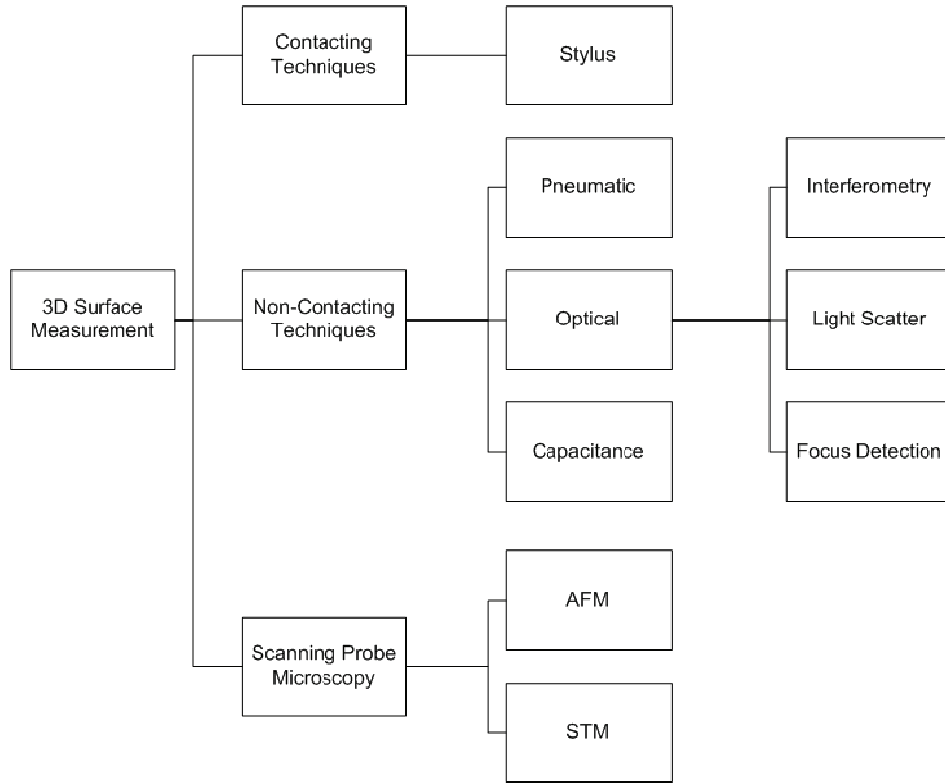 Contacting
Techniques
Stylus
Pneumatic
Interferometry
3D Surface
Measurement
Non-Contacting
Techniques
Optical
Light Scatter
Capacitance
Focus Detection
AFM
Scanning Probe
Microscopy
STM